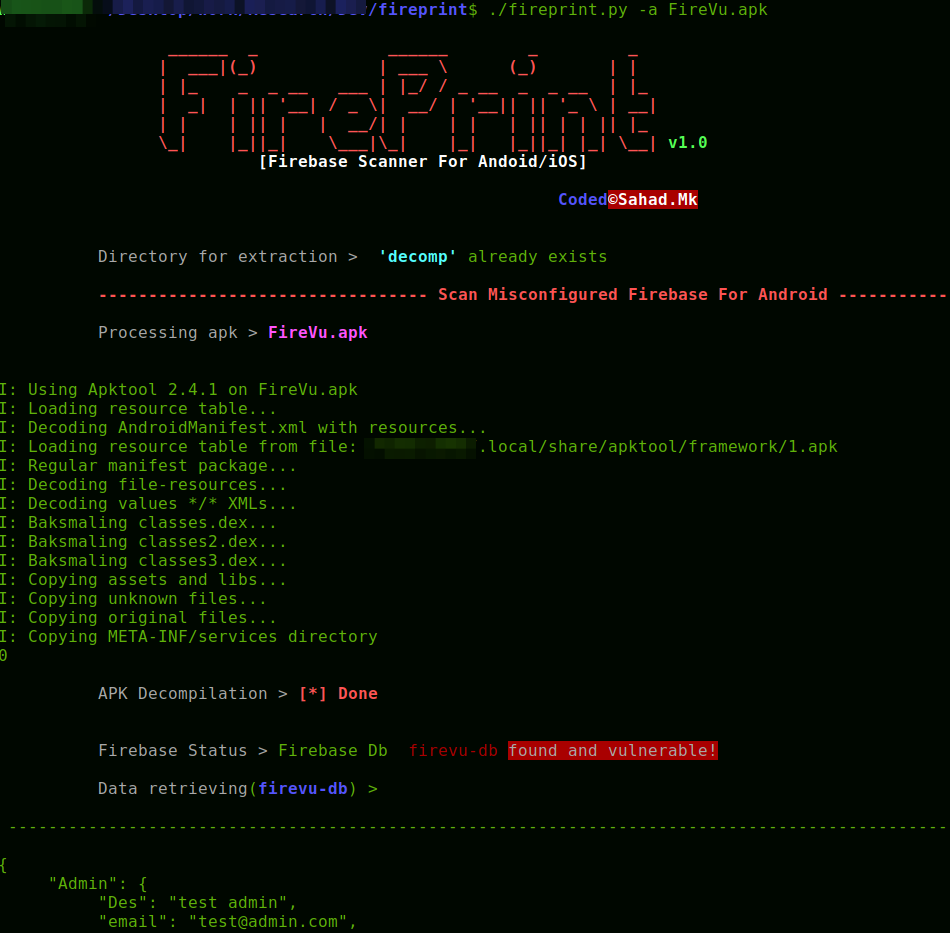 /fireprint$ ./fireprint.py -a FireVu.apk
FirePrint v1.0
[Firebase Scanner For Andoid/iOS]
Coded©Sahad.Mk
Directory for extraction > 'decomp' already exists
--------------------------------- Scan Misconfigured Firebase For Android -----------
Processing apk > FireVu.apk
I: Using Apktool 2.4.1 on FireVu.apk
I: Loading resource table...
I: Decoding AndroidManifest.xml with resources...
I: Loading resource table from file: .local/share/apktool/framework/1.apk
I: Regular manifest package...
I: Decoding file-resources...
I: Decoding values */* XMLs...
I: Baksmaling classes.dex...
I: Baksmaling classes2.dex...
I: Baksmaling classes3.dex...
I: Copying assets and libs...
I: Copying unknown files...
I: Copying original files...
I: Copying META-INF/services directory
0
APK Decompilation > [*] Done
Firebase Status > Firebase Db firevu-db found and vulnerable!
Data retrieving(firevu-db) >
----------------------------------------------------------------------------------------------
{
"Admin": {
"Des": "test admin",
"email": "test@admin.com",